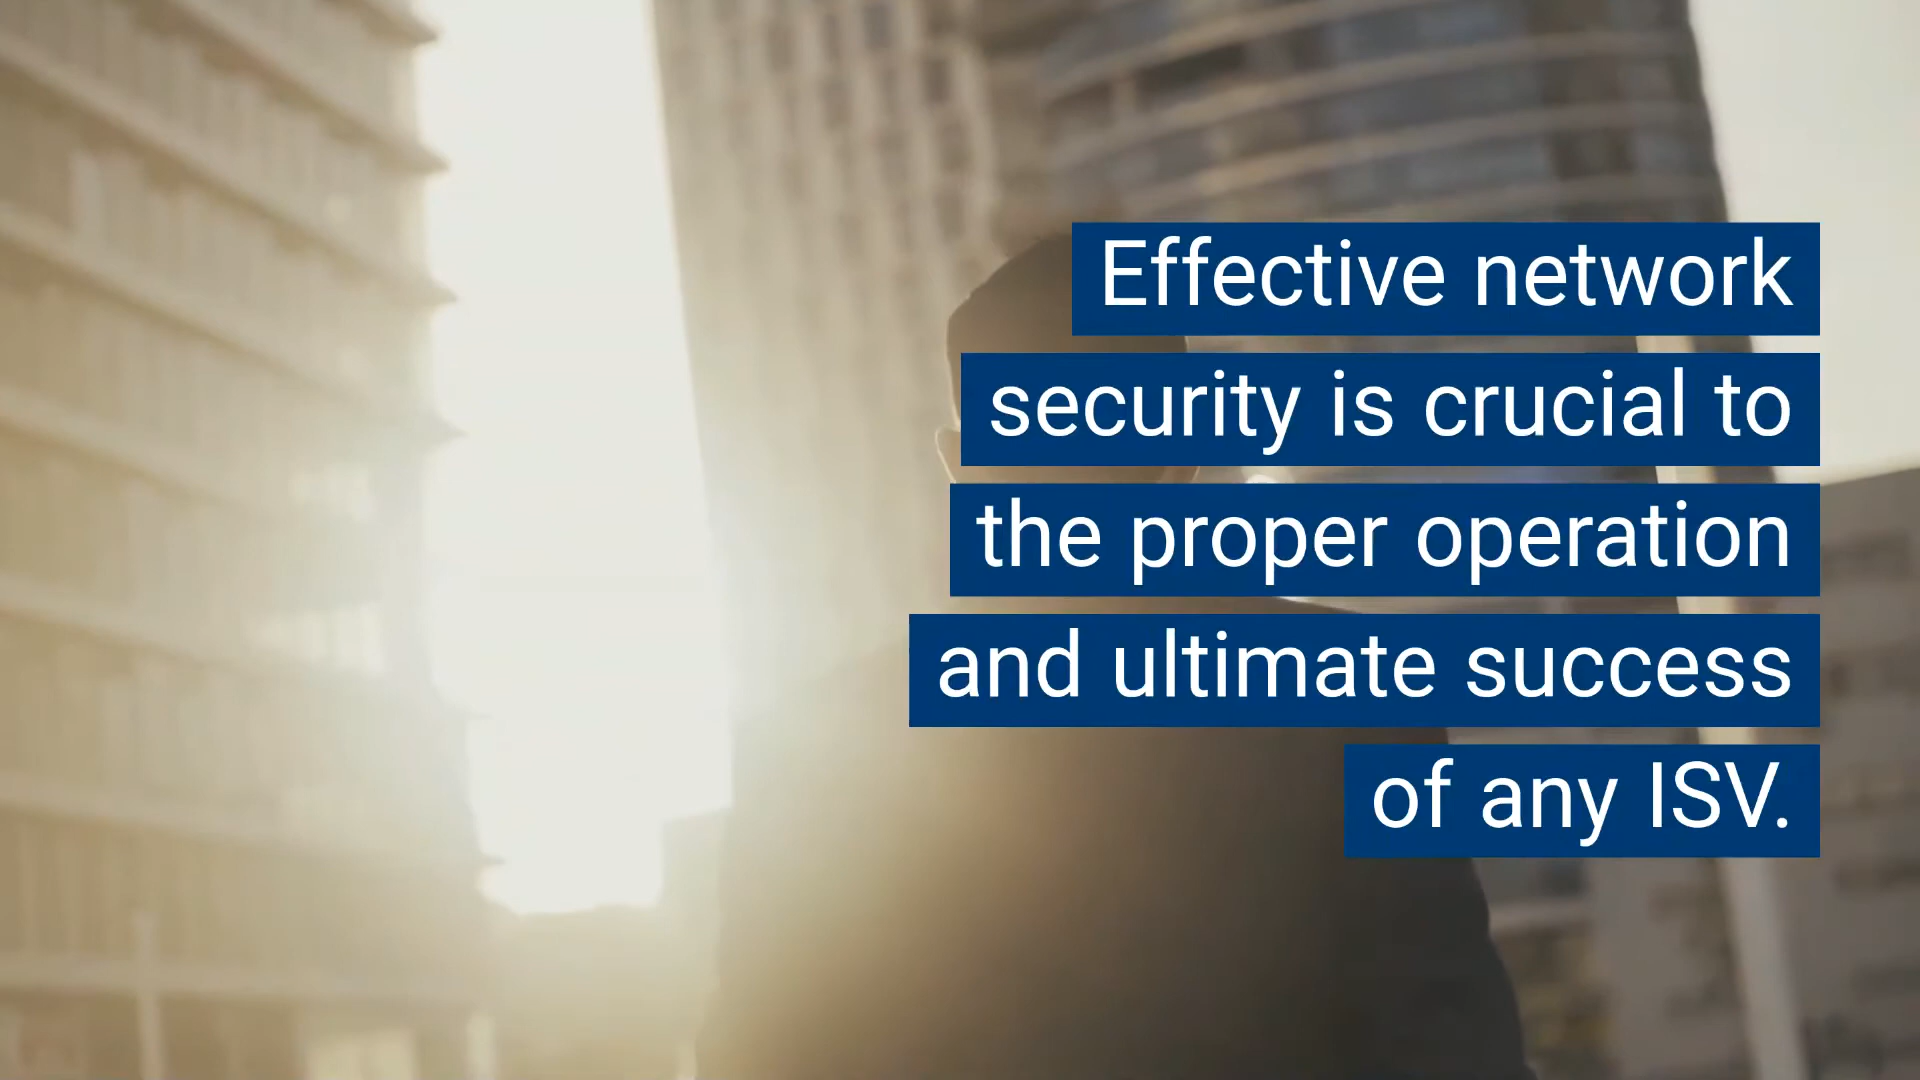 Effective network
security is crucial to
the proper operation
and ultimate success
of any ISV.